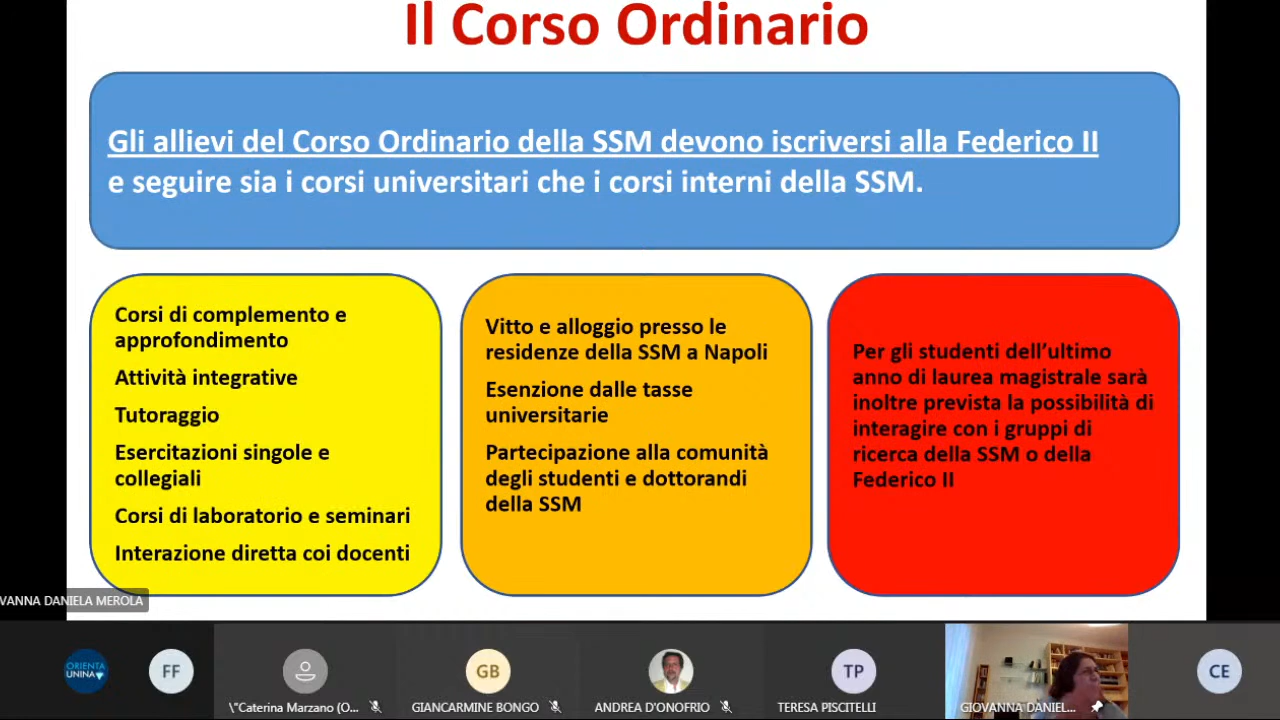 Il Corso Ordinario
Gli allievi del Corso Ordinario della SSM devono iscriversi alla Federico II
e seguire sia i corsi universitari che i corsi interni della SSM.
Corsi di complemento e
approfondimento
Attività integrative
Tutoraggio
Esercitazioni singole e
collegiali
Corsi di laboratorio e seminari
Interazione diretta coi docenti
Vitto e alloggio presso le
residenze della SSM a Napoli
Esenzione dalle tasse
universitarie
Partecipazione alla comunità
degli studenti e dottorandi
della SSM
Per gli studenti dell’ultimo
anno di laurea magistrale sarà
inoltre prevista la possibilità di
interagire con i gruppi di
ricerca della SSM o della
Federico II
VANNA DANIELA MEROLA
ORIENTA
UNINA
FF
\"Caterina Marzano (O...
GB
GIANCARMINE BONGO
ANDREA D'ONOFRIO
TP
TERESA PISCITELLI
GIOVANNA DANIEL...
CE